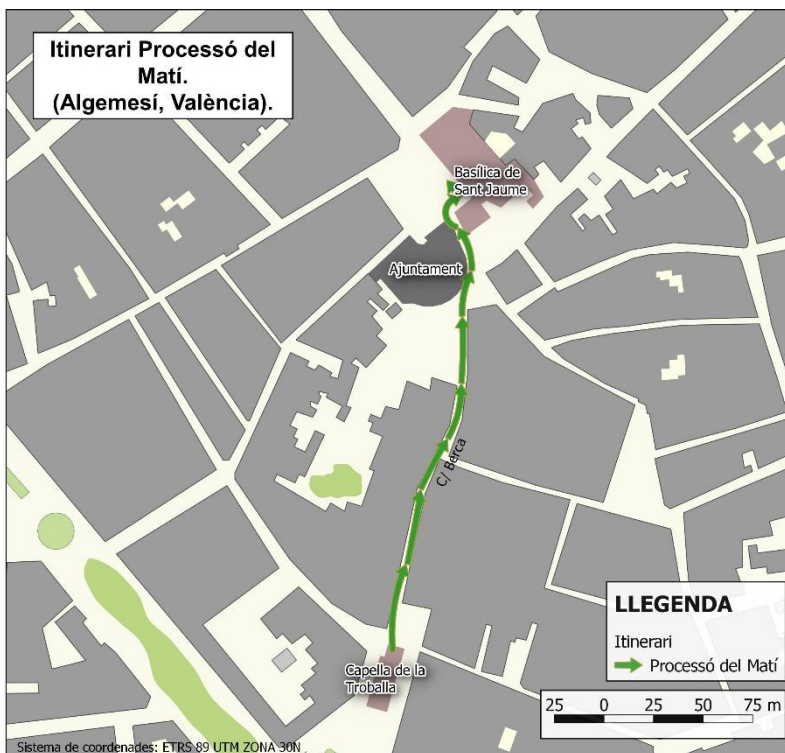 Itinerari Processó del
Matí.
(Algemesí, València).
Basílica de
Sant Jaume
Ajuntament
C/ Berca
Capella de la
Troballa
LLEGENDA
Itinerari
Processó del Matí
25 0 25 50 75 m
Sistema de coordenades: ETRS 89 UTM ZONA 30N